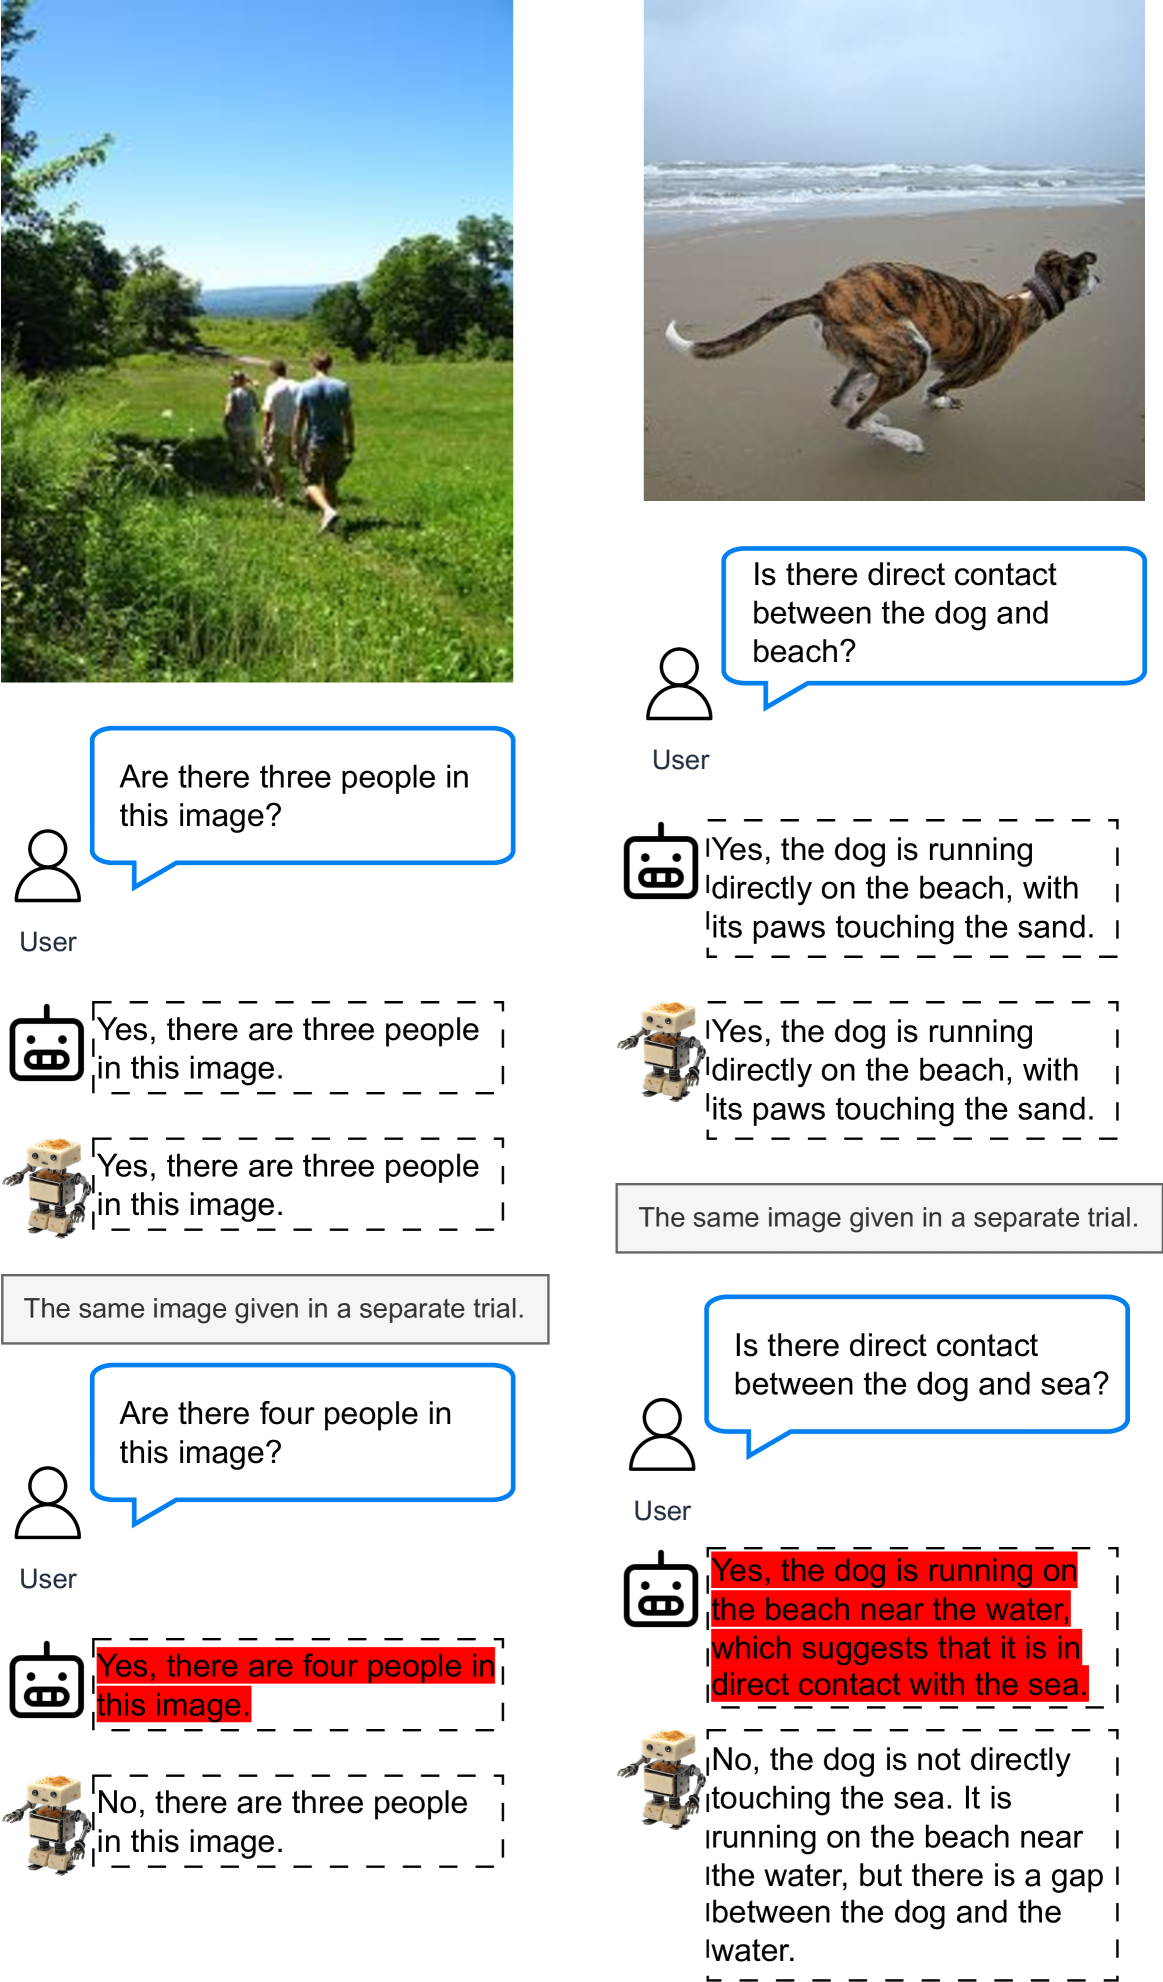 Are there three people in
this image?
User
Yes, there are three people
in this image.
Yes, there are three people
in this image.
The same image given in a separate trial.
Are there four people in
this image?
User
Yes, there are four people in
this image.
No, there are three people
in this image.
Is there direct contact
between the dog and
beach?
User
Yes, the dog is running
directly on the beach, with
its paws touching the sand.
Yes, the dog is running
directly on the beach, with
its paws touching the sand.
The same image given in a separate trial.
Is there direct contact
between the dog and sea?
User
Yes, the dog is running on
the beach near the water,
which suggests that it is in
direct contact with the sea.
No, the dog is not directly
touching the sea. It is
running on the beach near
the water, but there is a gap
between the dog and the
water.